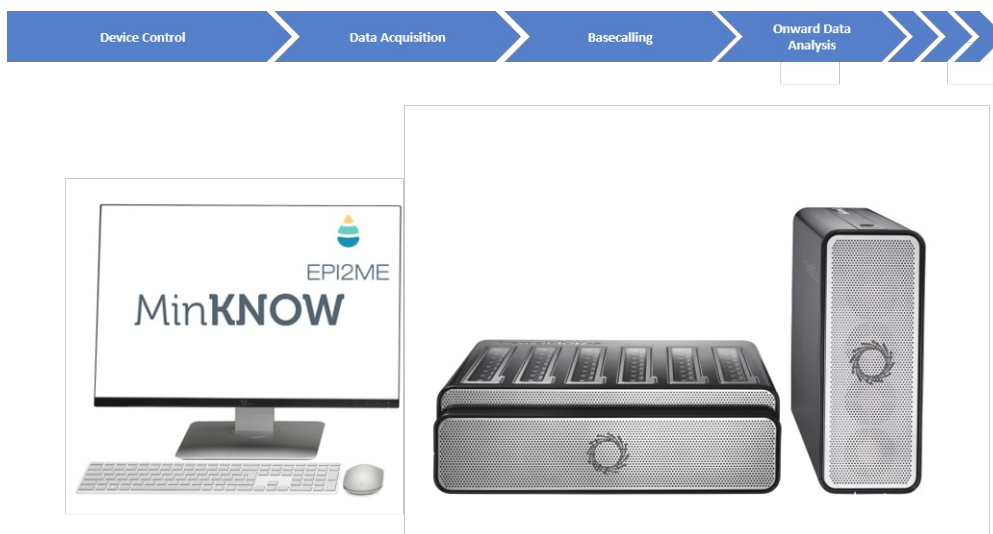 Device Control
Data Acquisition
Basecalling
Onward Data
Analysis
EPI2ME
MinKNOW